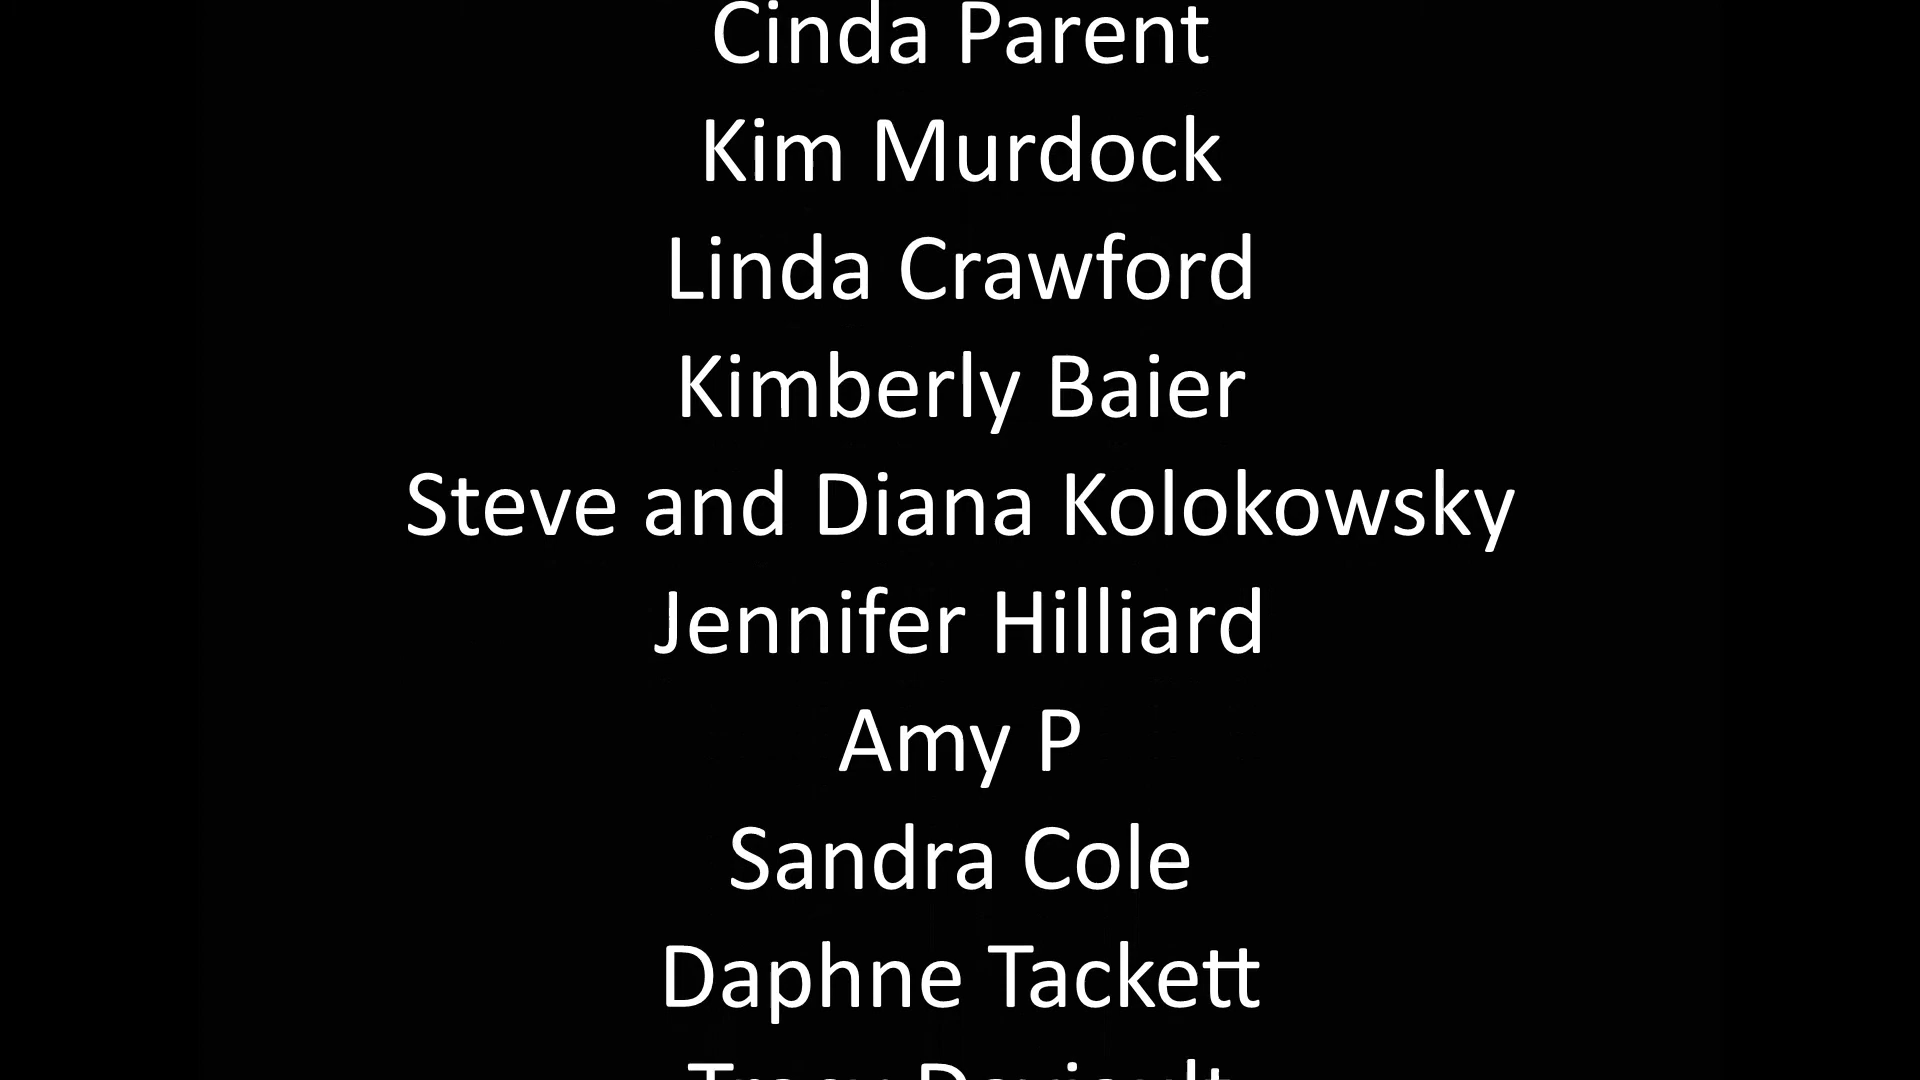 Cinda Parent
Kim Murdock
Linda Crawford
Kimberly Baier
Steve and Diana Kolokowsky
Jennifer Hilliard
Amy P
Sandra Cole
Daphne Tackett